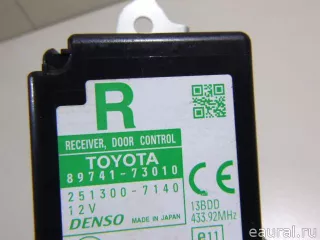 R
RECEIVER, DOOR CONTROL
TOYOTA
89741-73010
251300-7140
12V
DENSO MADE IN JAPAN
CE
13BDD
433.92MHz
e11
euaural.ru